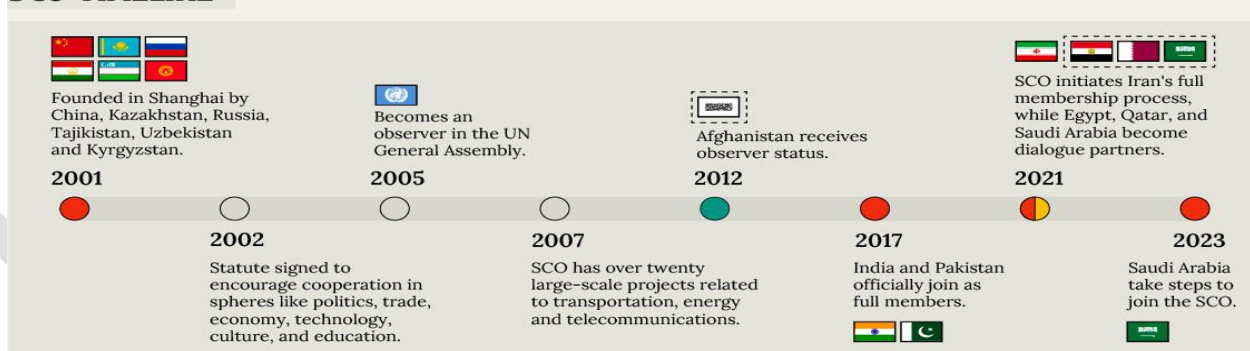 Founded in Shanghai by
China, Kazakhstan, Russia,
Tajikistan, Uzbekistan
and Kyrgyzstan.
2001
Becomes an
observer in the UN
General Assembly.
2005
Afghanistan receives
observer status.
2012
SCO initiates Iran's full
membership process,
while Egypt, Qatar, and
Saudi Arabia become
dialogue partners.
2021
2002
Statute signed to
encourage cooperation in
spheres like politics, trade,
economy, technology,
culture, and education.
2007
SCO has over twenty
large-scale projects related
to transportation, energy
and telecommunications.
2017
India and Pakistan
officially join as
full members.
2023
Saudi Arabia
take steps to
join the SCO.